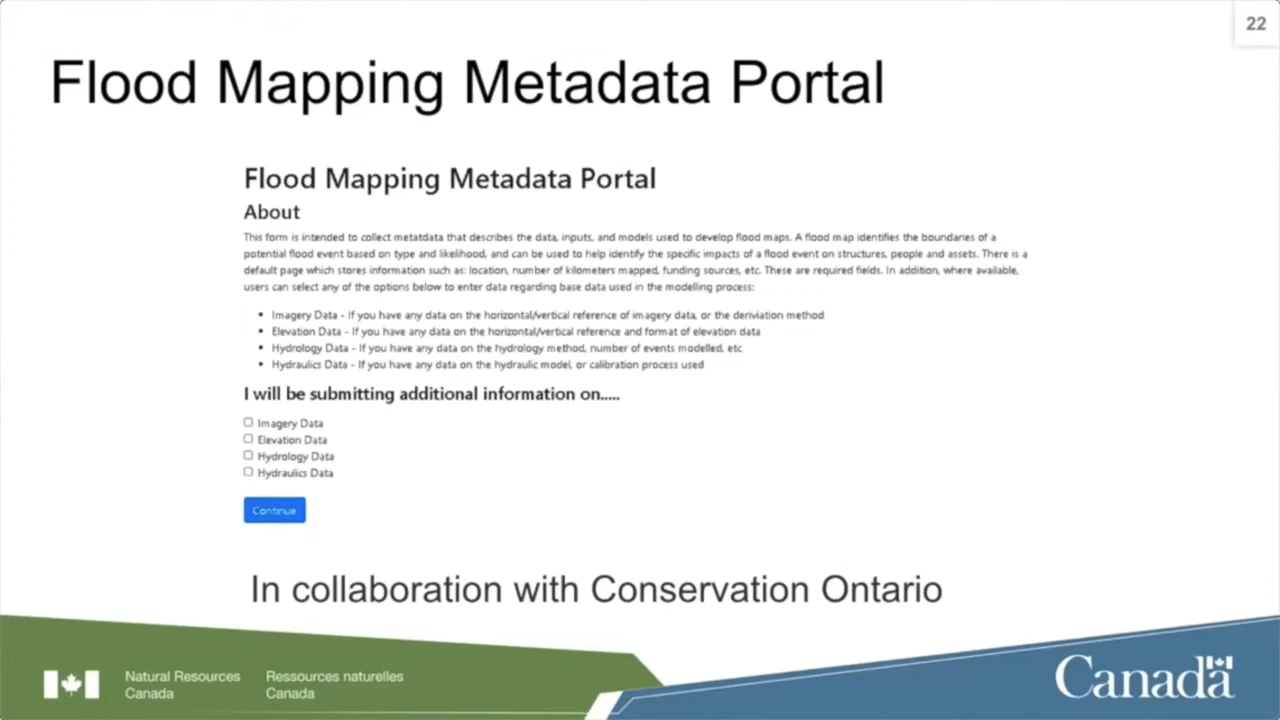 22
Flood Mapping Metadata Portal
Flood Mapping Metadata Portal
About
This form is intended to collect metatdata that describes the data, inputs, and models used to develop flood maps. A flood map identifies the boundaries of a
potential flood event based on type and likelihood, and can be used to help identify the specific impacts of a flood event on structures, people and assets. There is a
default page which stores information such as: location, number of kilometers mapped, funding sources, etc. These are required fields. In addition, where available,
users can select any of the options below to enter data regarding base data used in the modelling process:
• Imagery Data - If you have any data on the horizontal/vertical reference of imagery data, or the deriviation method
• Elevation Data - If you have any data on the horizontal/vertical reference and format of elevation data
• Hydrology Data - If you have any data on the hydrology method, number of events modelled, etc
• Hydraulics Data - If you have any data on the hydraulic model, or calibration process used
I will be submitting additional information on.....
Imagery Data
Elevation Data
Hydrology Data
Hydraulics Data
Continue
In collaboration with Conservation Ontario
Natural Resources Canada
Ressources naturelles Canada
Canada